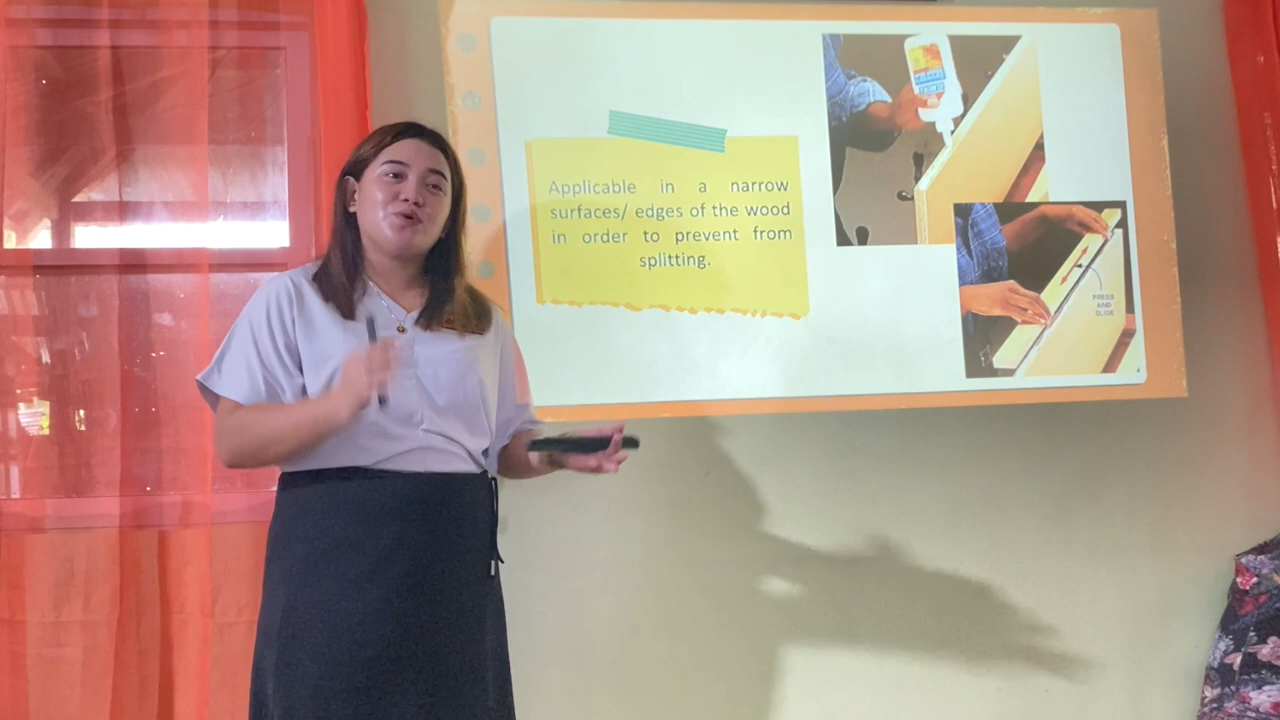 Applicable in a narrow
surfaces/ edges of the wood
in order to prevent from
splitting.
PRESS
AND
SLIDE